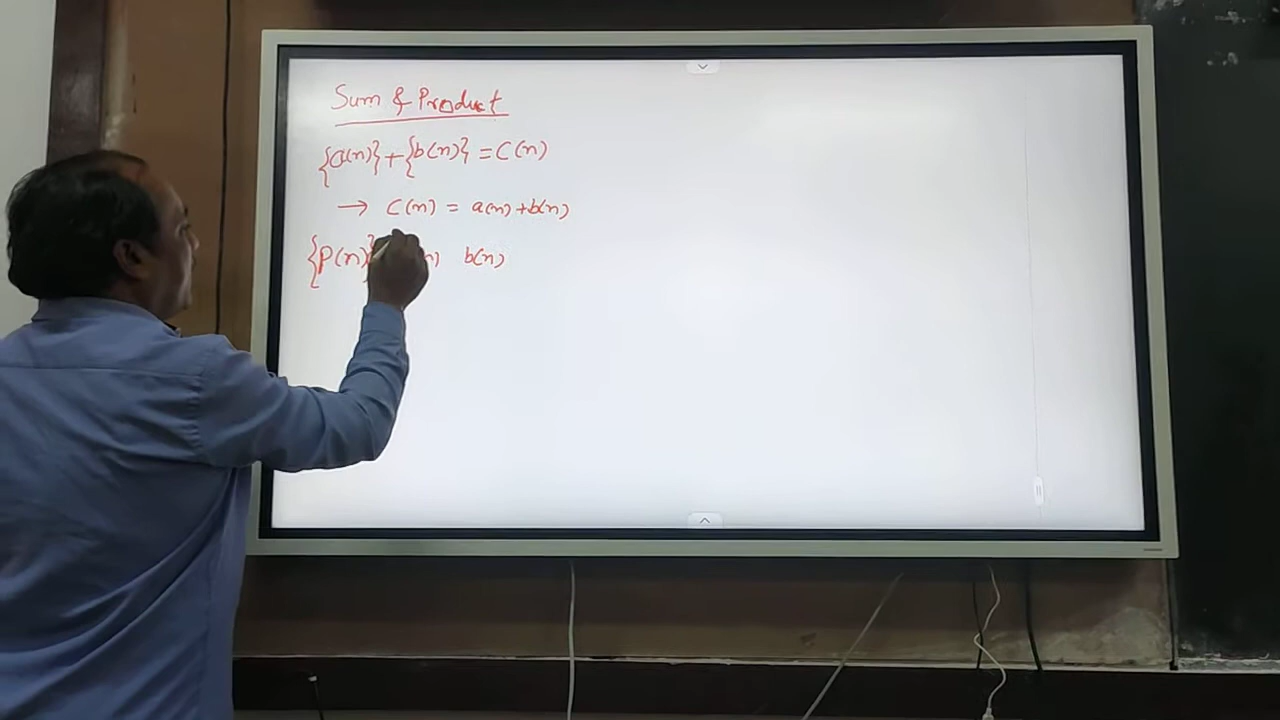 Sum & Product
{a(n)} + {b(n)} = C(n)
→ C(n) = a(n) + b(n)
{P(n)} b(n)